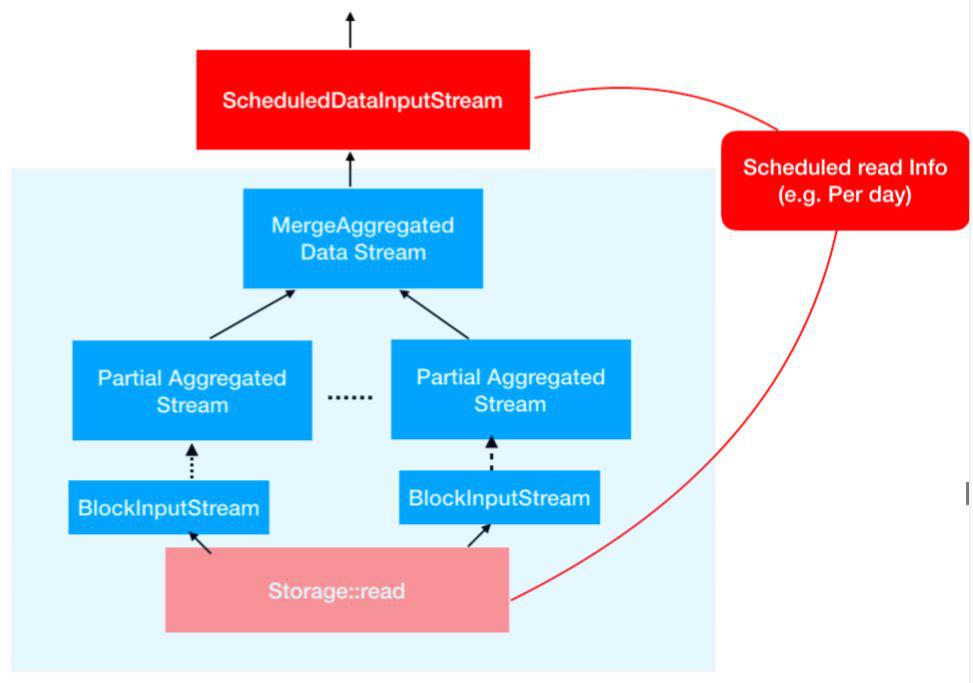 ScheduledDataInputStream
Scheduled read Info
(e.g. Per day)
MergeAggregated
Data Stream
Partial Aggregated
Stream
......
Partial Aggregated
Stream
BlockInputStream
BlockInputStream
Storage::read